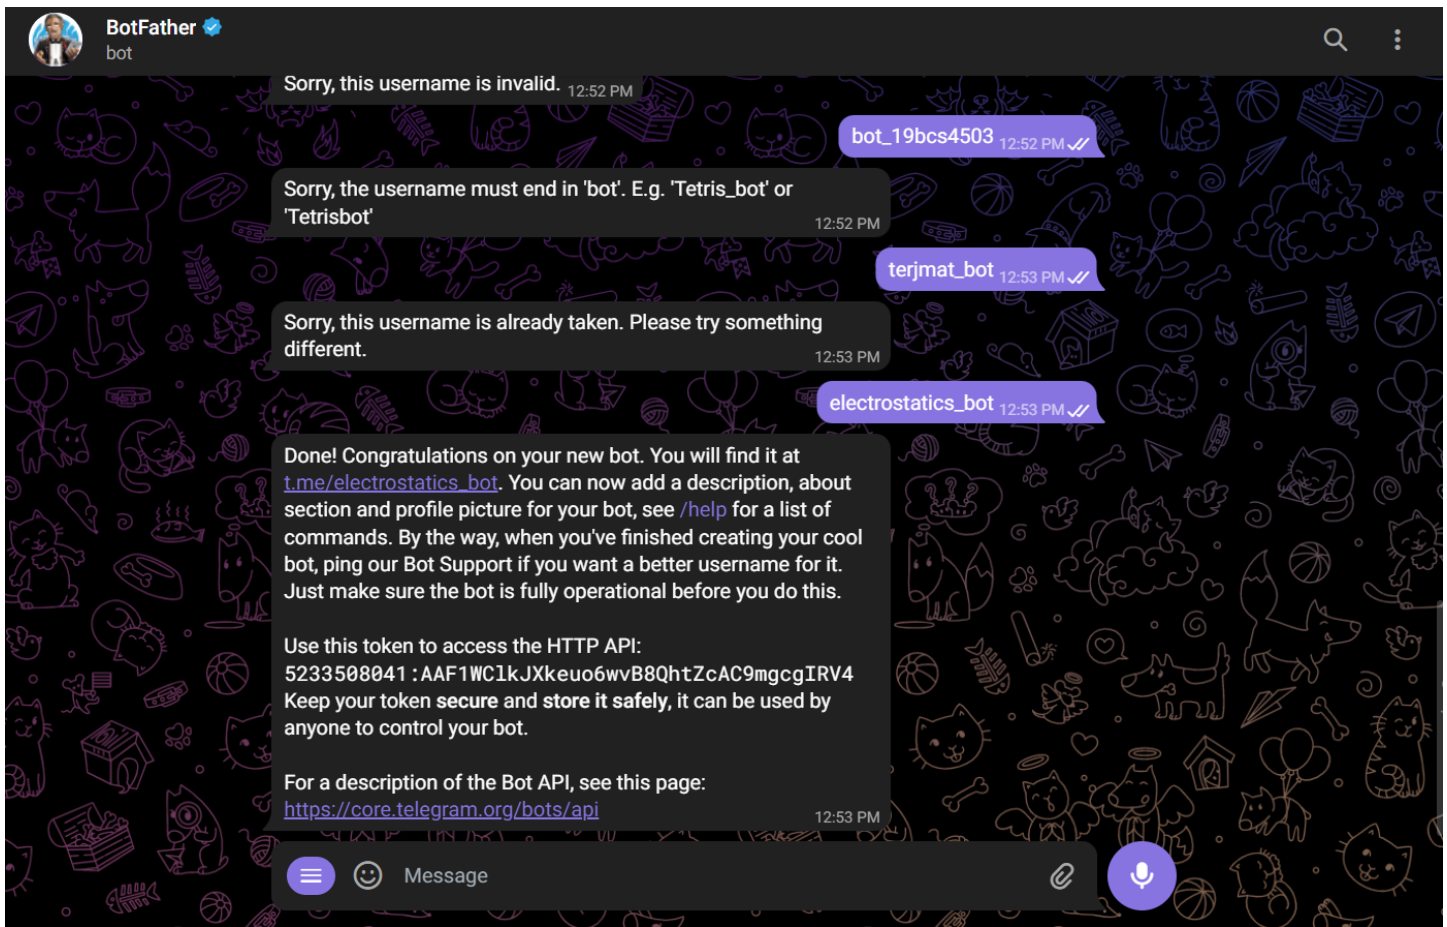 BotFather
bot
Sorry, this username is invalid. 12:52 PM
bot_19bcs4503 12:52 PM
Sorry, the username must end in 'bot'. E.g. 'Tetris_bot' or
'Tetrisbot' 12:52 PM
terjmat_bot 12:53 PM
Sorry, this username is already taken. Please try something
different. 12:53 PM
electrostatics_bot 12:53 PM
Done! Congratulations on your new bot. You will find it at
t.me/electrostatics_bot. You can now add a description, about
section and profile picture for your bot, see /help for a list of
commands. By the way, when you've finished creating your cool
bot, ping our Bot Support if you want a better username for it.
Just make sure the bot is fully operational before you do this.
Use this token to access the HTTP API:
5233508041:AAF1WClkJXkeuo6wvB8QhtZcAC9mgcgIRV4
Keep your token secure and store it safely, it can be used by
anyone to control your bot.
For a description of the Bot API, see this page:
https://core.telegram.org/bots/api 12:53 PM
Message